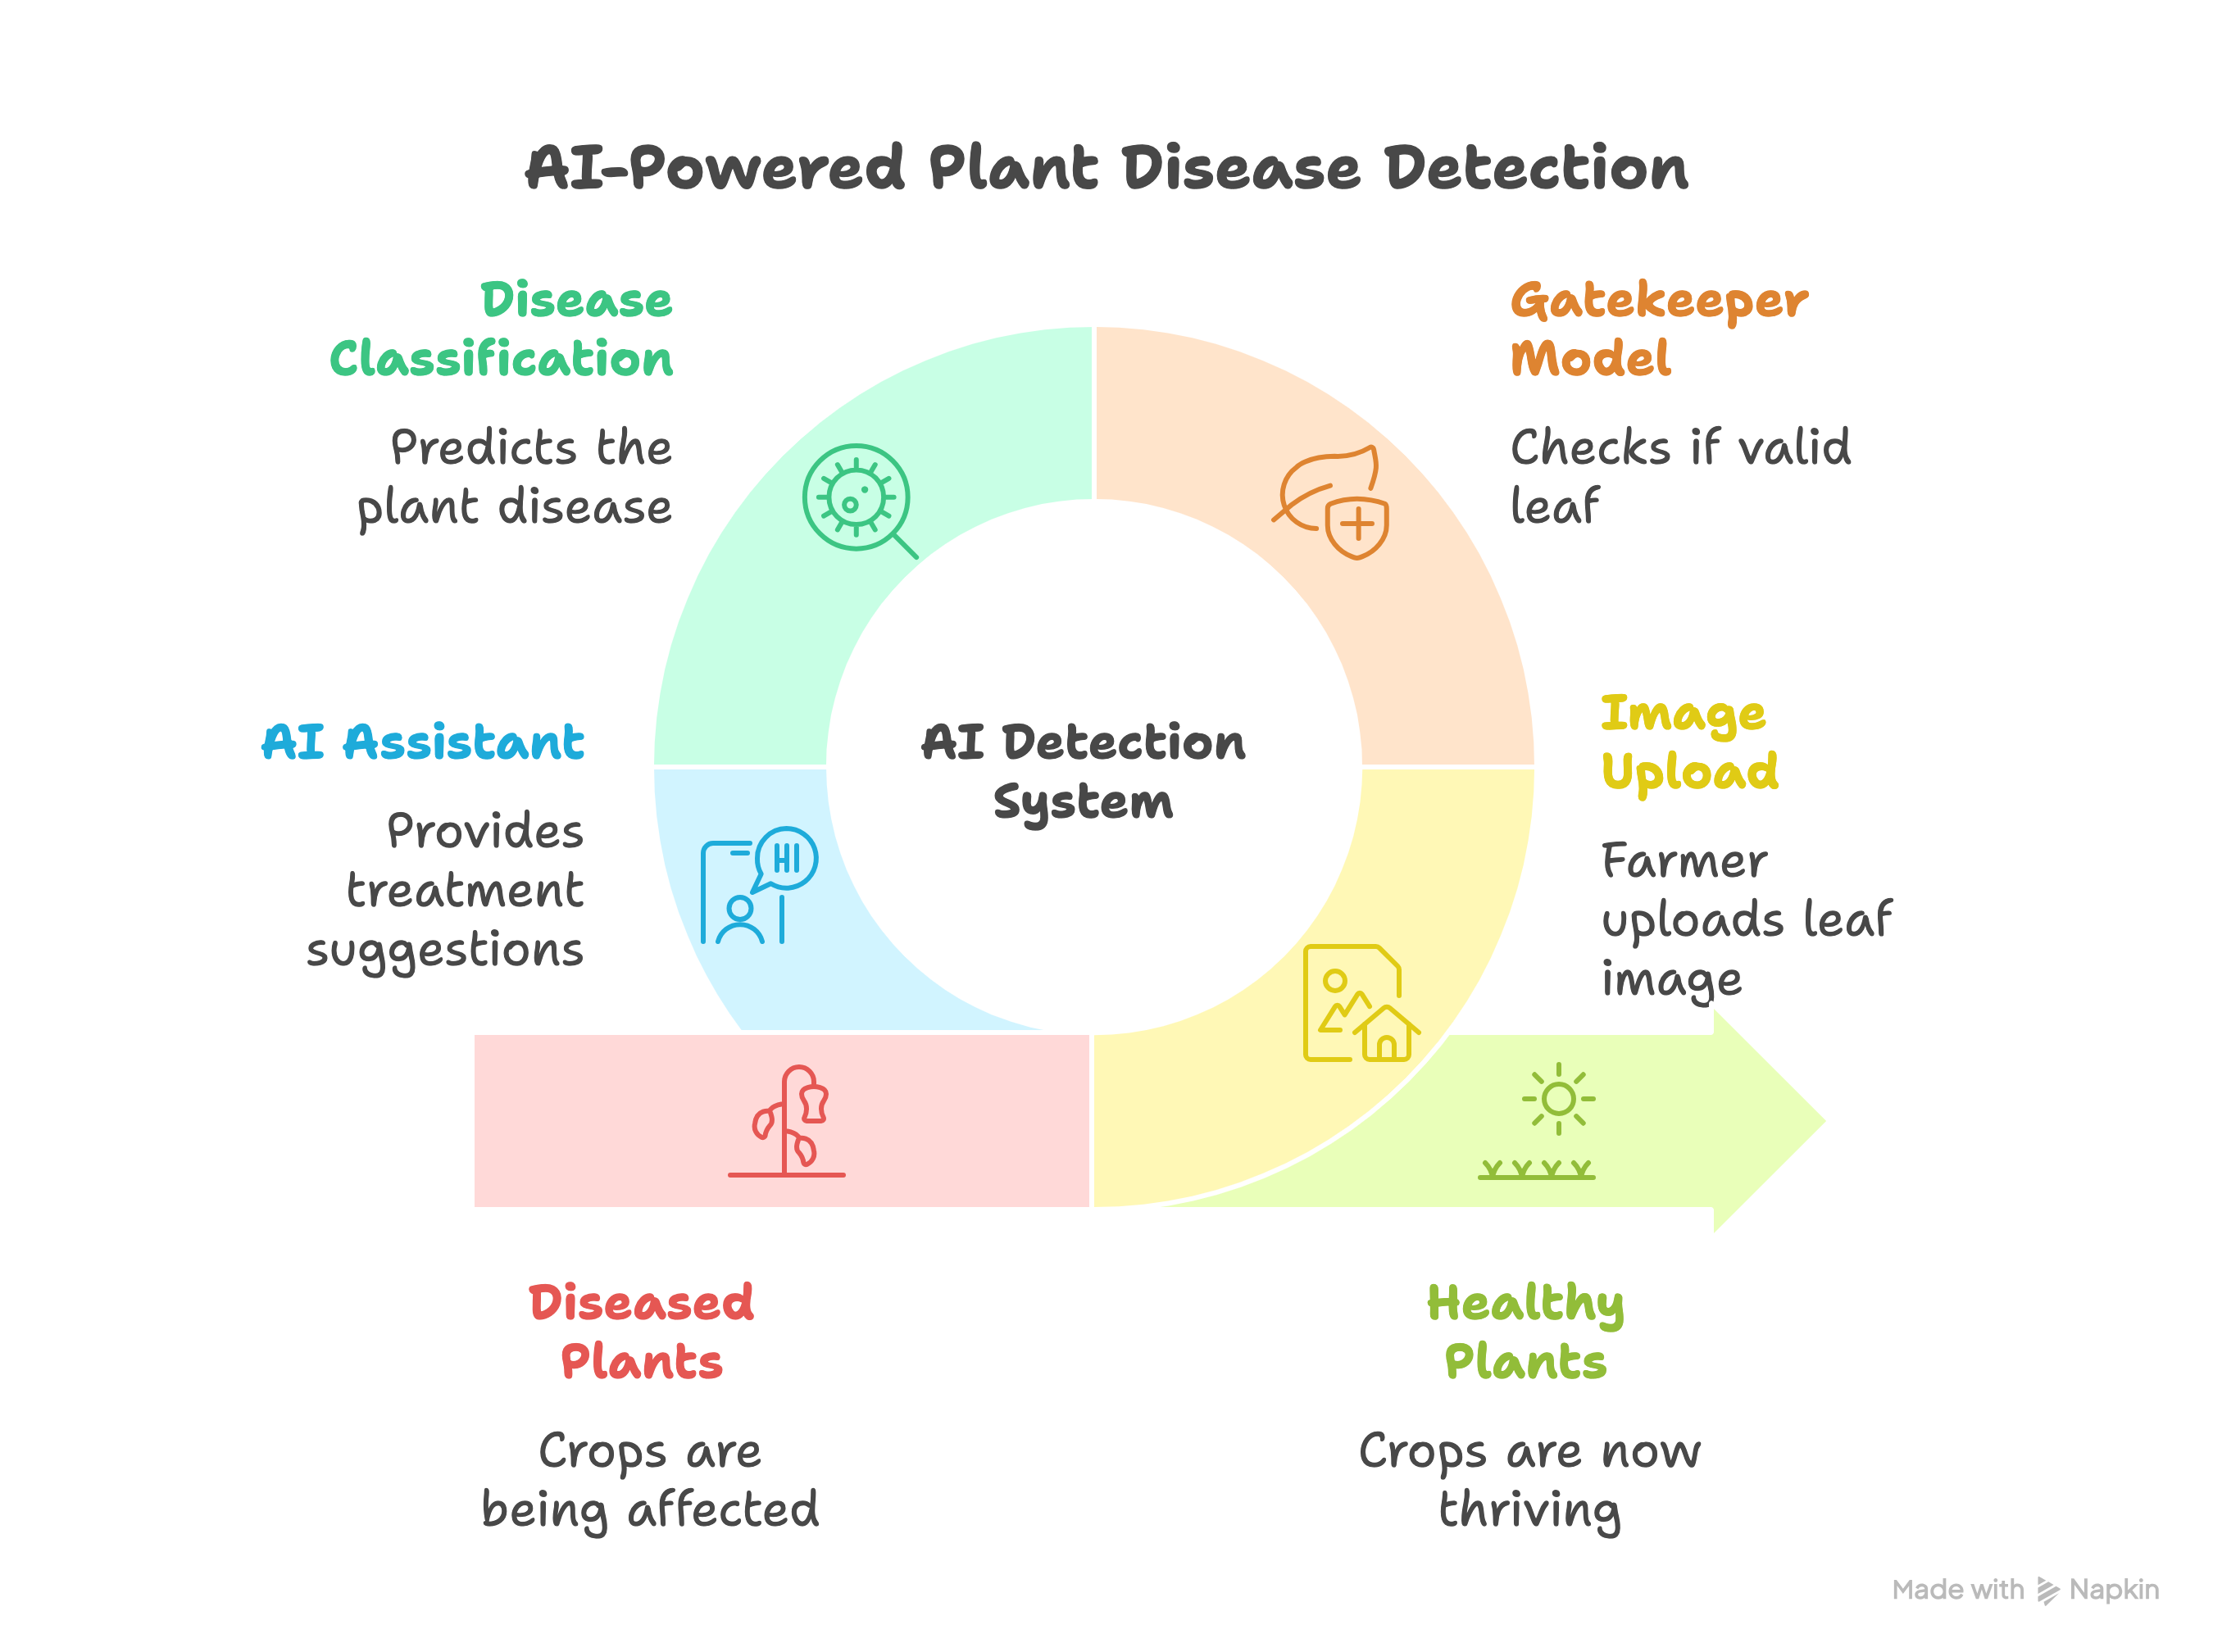 AI-Powered Plant Disease Detection
Disease
Classification
Predicts the
plant disease
Gatekeeper
Model
Checks if valid
leaf
AI Assistant
Provides
treatment
suggestions
HI
AI Detection
System
Image
Upload
Farmer
uploads leaf
image
Diseased
Plants
Crops are
being affected
Healthy
Plants
Crops are now
thriving
Made with Napkin